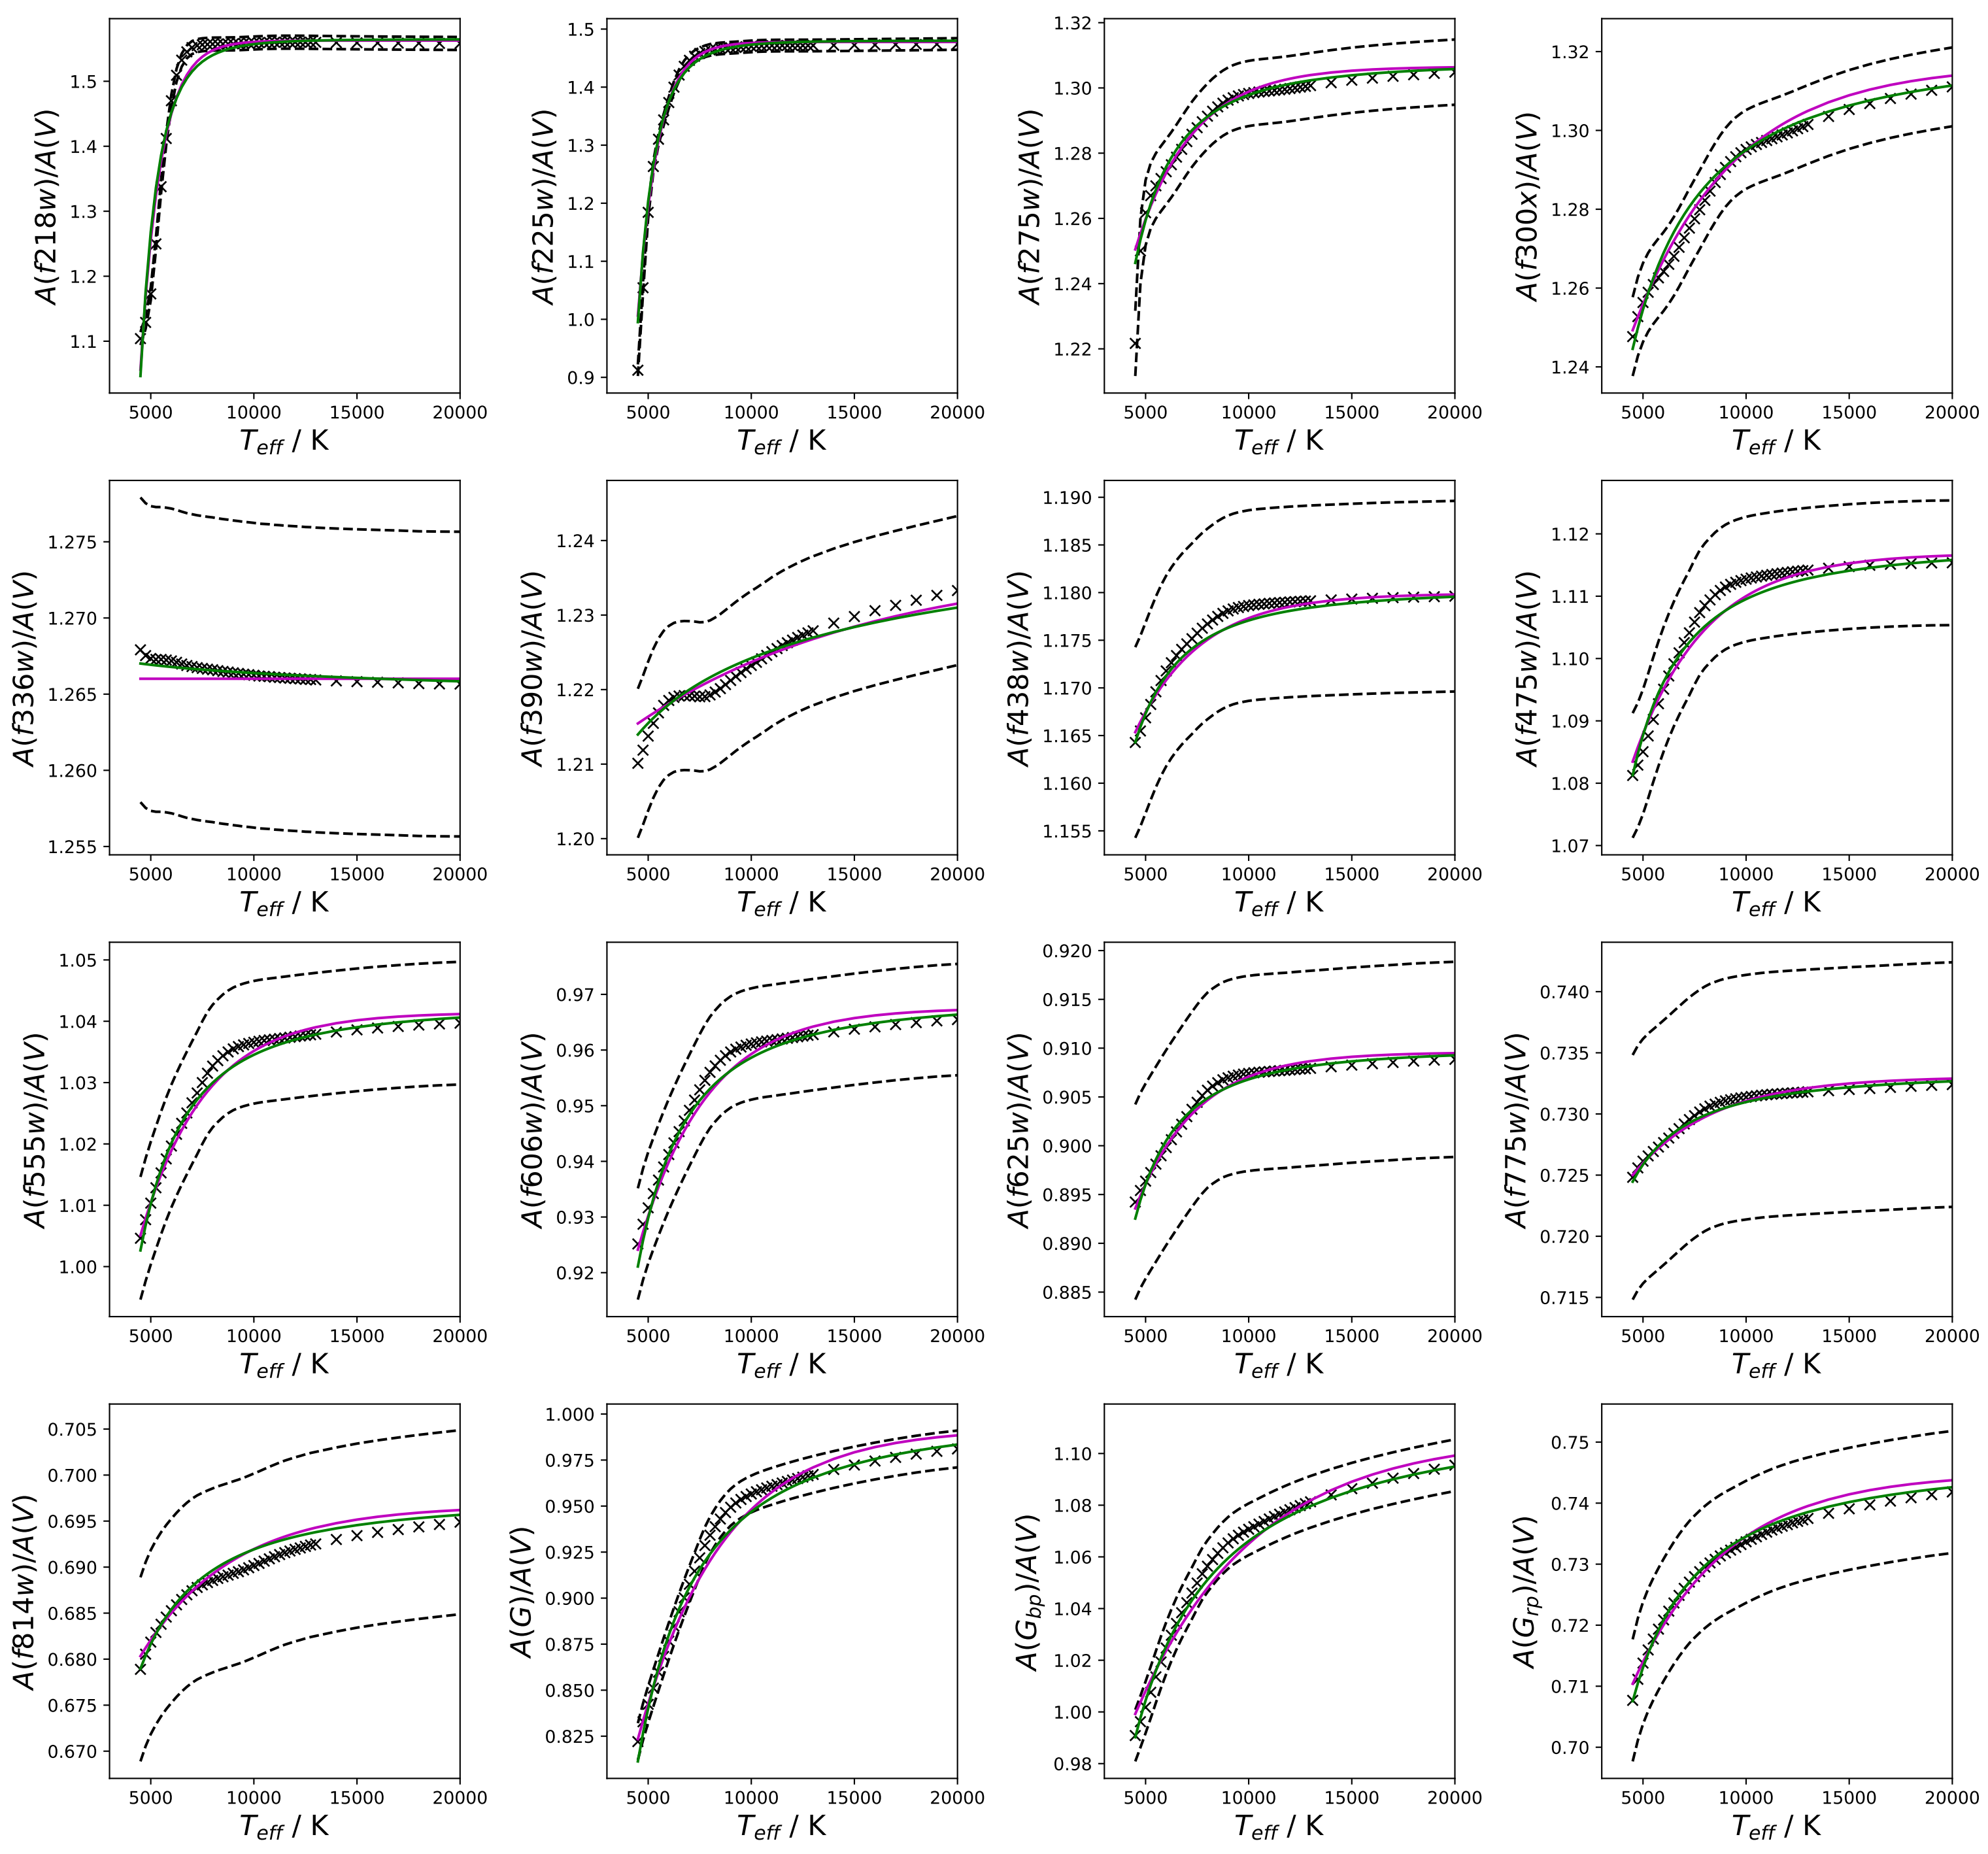 A(f218w)/A(V)
1.5
1.4
1.3
1.2
1.1
5000 10000 15000 20000
T_eff / K
A(f225w)/A(V)
1.5
1.4
1.3
1.2
1.1
1.0
0.9
5000 10000 15000 20000
T_eff / K
A(f275w)/A(V)
1.32
1.30
1.28
1.26
1.24
1.22
5000 10000 15000 20000
T_eff / K
A(f300x)/A(V)
1.32
1.30
1.28
1.26
1.24
5000 10000 15000 20000
T_eff / K
A(f336w)/A(V)
1.275
1.270
1.265
1.260
1.255
5000 10000 15000 20000
T_eff / K
A(f390w)/A(V)
1.24
1.23
1.22
1.21
1.20
5000 10000 15000 20000
T_eff / K
A(f438w)/A(V)
1.190
1.185
1.180
1.175
1.170
1.165
1.160
1.155
5000 10000 15000 20000
T_eff / K
A(f475w)/A(V)
1.12
1.11
1.10
1.09
1.08
1.07
5000 10000 15000 20000
T_eff / K
A(f555w)/A(V)
1.05
1.04
1.03
1.02
1.01
1.00
5000 10000 15000 20000
T_eff / K
A(f606w)/A(V)
0.97
0.96
0.95
0.94
0.93
0.92
5000 10000 15000 20000
T_eff / K
A(f625w)/A(V)
0.920
0.915
0.910
0.905
0.900
0.895
0.890
0.885
5000 10000 15000 20000
T_eff / K
A(f775w)/A(V)
0.740
0.735
0.730
0.725
0.720
0.715
5000 10000 15000 20000
T_eff / K
A(f814w)/A(V)
0.705
0.700
0.695
0.690
0.685
0.680
0.675
0.670
5000 10000 15000 20000
T_eff / K
A(G)/A(V)
1.000
0.975
0.950
0.925
0.900
0.875
0.850
0.825
5000 10000 15000 20000
T_eff / K
A(G_bp)/A(V)
1.10
1.08
1.06
1.04
1.02
1.00
0.98
5000 10000 15000 20000
T_eff / K
A(G_rp)/A(V)
0.75
0.74
0.73
0.72
0.71
0.70
5000 10000 15000 20000
T_eff / K